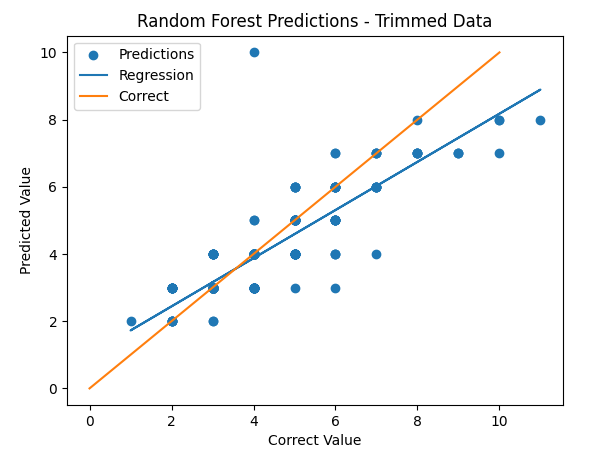 Random Forest Predictions - Trimmed Data
Predictions
Regression
Correct
10
8
6
4
2
0
Predicted Value
0 2 4 6 8 10
Correct Value